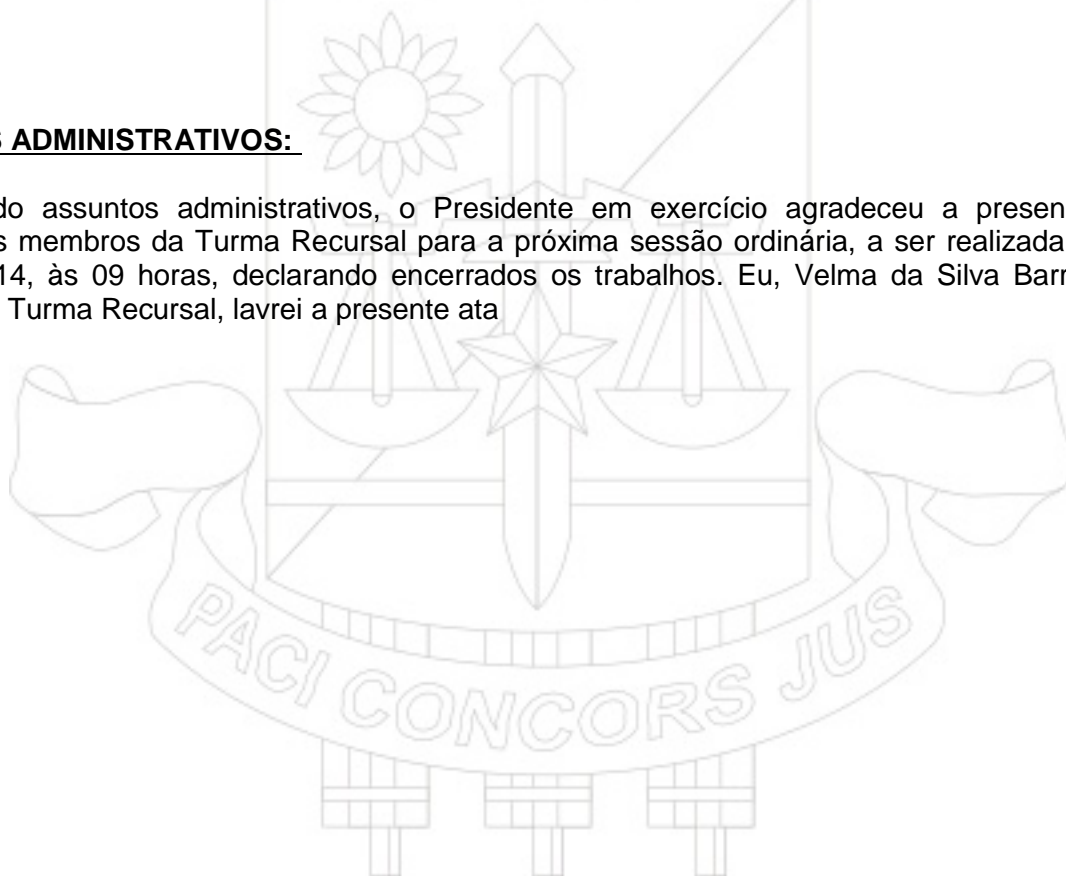 S ADMINISTRATIVOS:
do assuntos administrativos, o Presidente em exercício agradeceu a presen
s membros da Turma Recursal para a próxima sessão ordinária, a ser realizada
14, às 09 horas, declarando encerrados os trabalhos. Eu, Velma da Silva Barr
Turma Recursal, lavrei a presente ata
PACI CONCORS JUS